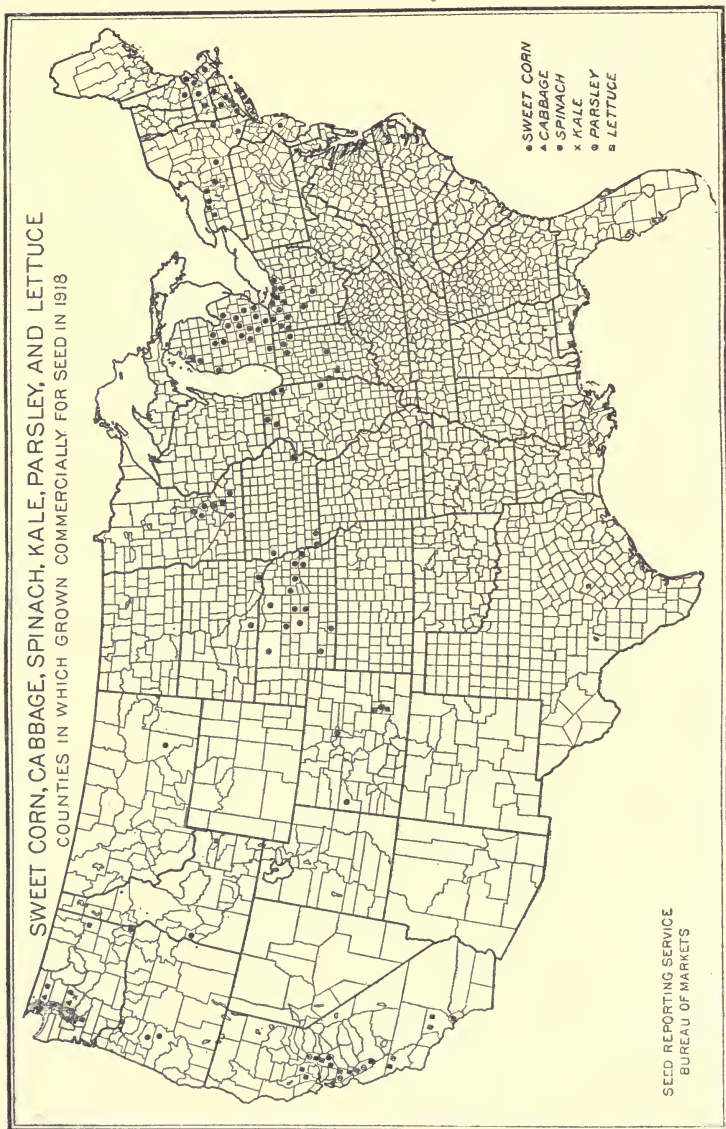 SWEET CORN, CABBAGE, SPINACH, KALE, PARSLEY, AND LETTUCE
COUNTIES IN WHICH GROWN COMMERCIALLY FOR SEED IN 1918
SWEET CORN
CABBAGE
SPINACH
KALE
PARSLEY
LETTUCE
SEED REPORTING SERVICE
BUREAU OF MARKETS